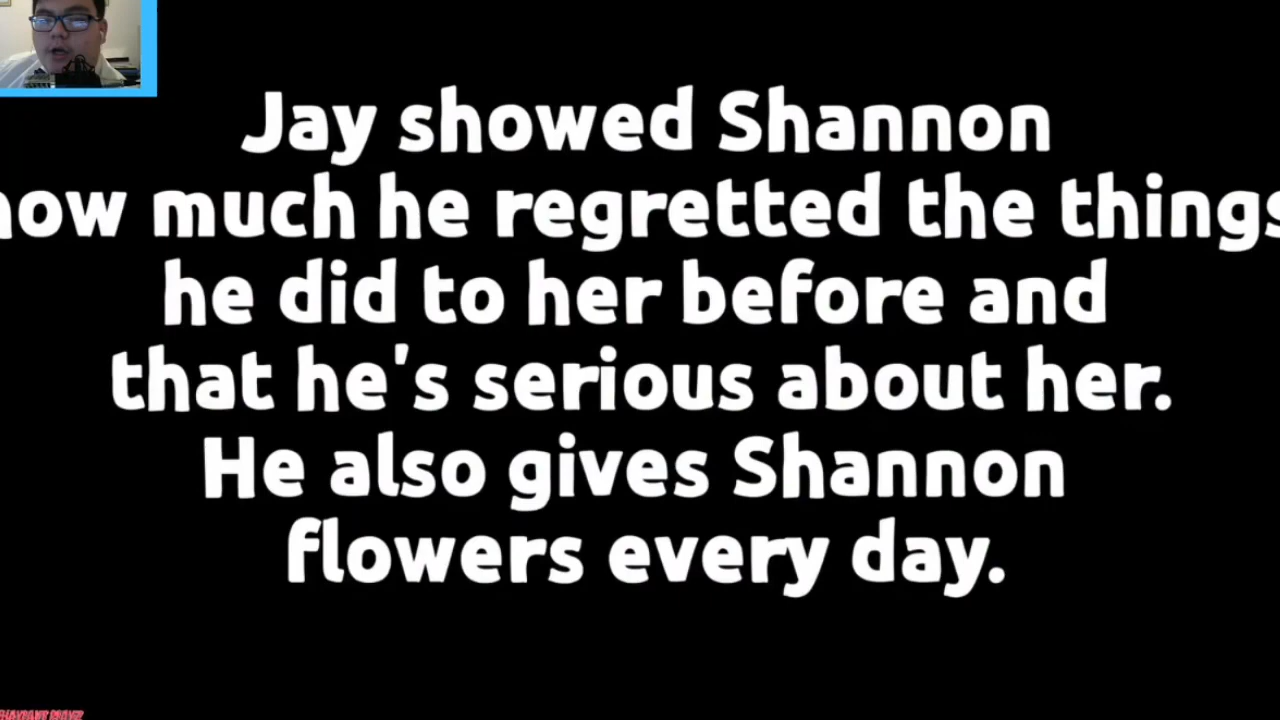 Jay showed Shannon
how much he regretted the things
he did to her before and
that he's serious about her.
He also gives Shannon
flowers every day.